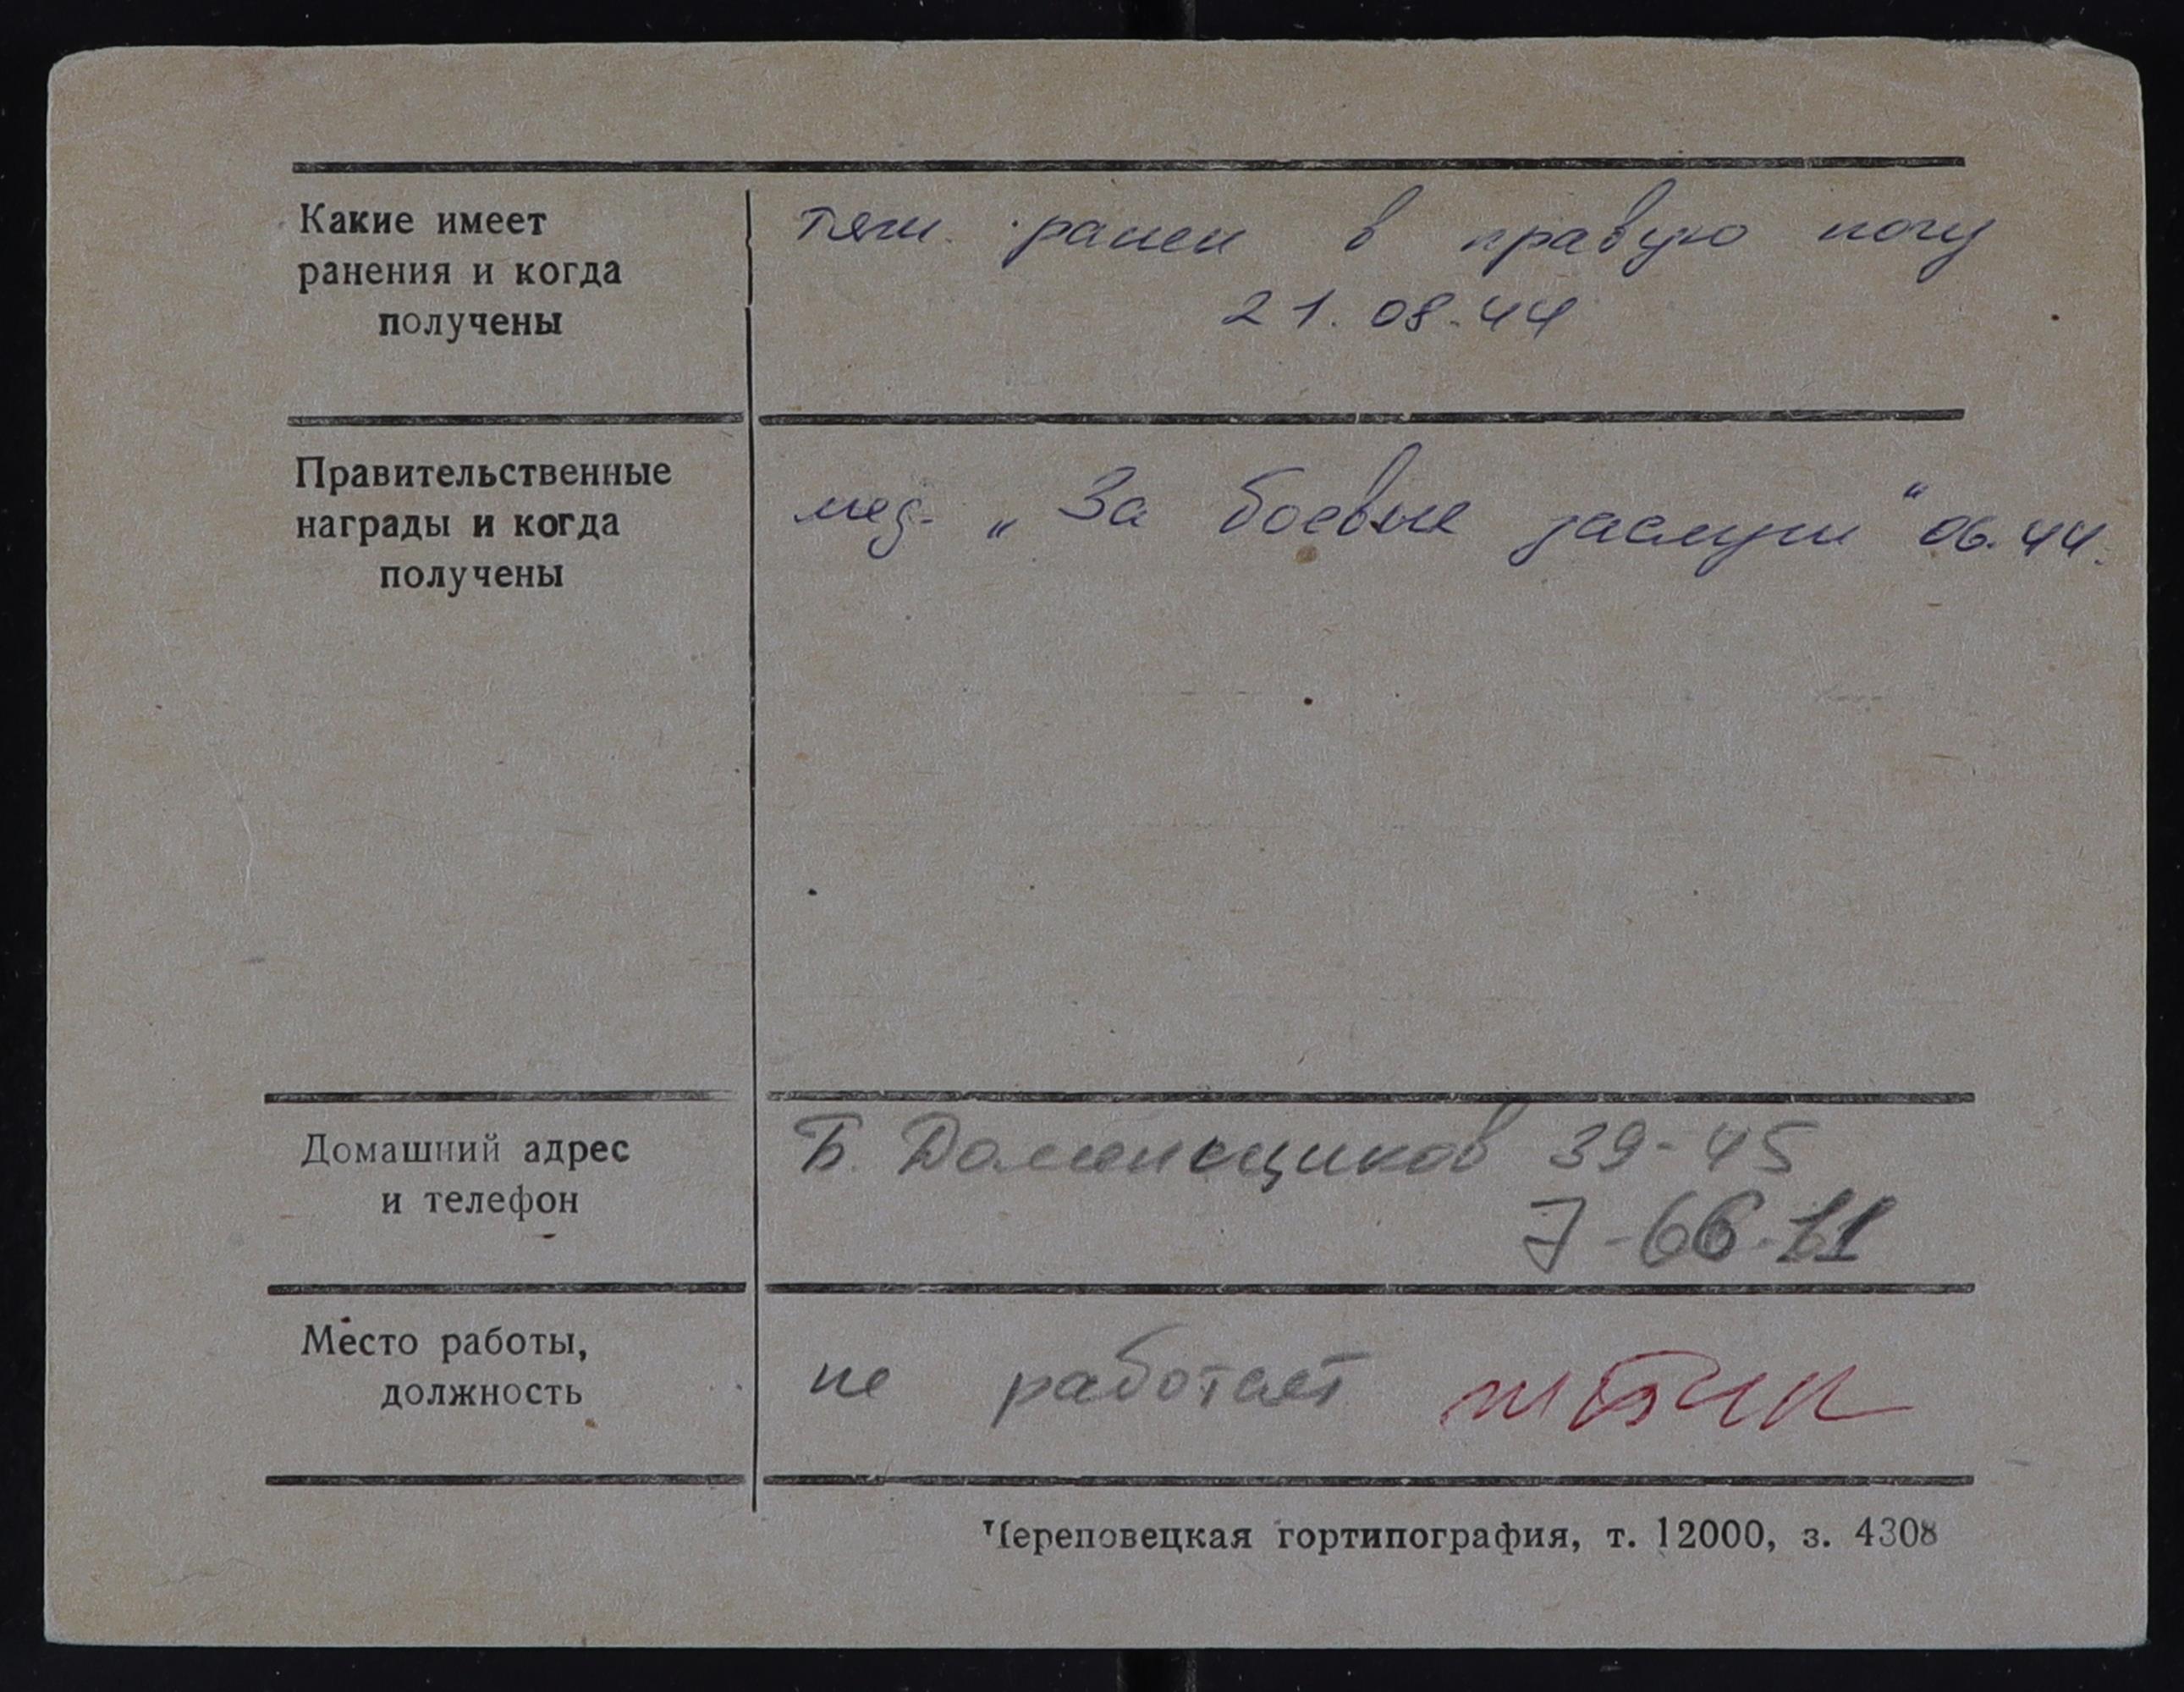 Какие имеет
ранения и когда
получены
тяж. ранен в правую ногу
21.08.44
Правительственные
награды и когда
получены
мед. „За боевые заслуги“ 06.44.
Домашний адрес
и телефон
Б. Доменщиков 39-45
7-66-11
Место работы,
должность
не работает
Череповецкая гортипография, т. 12000, з. 4308